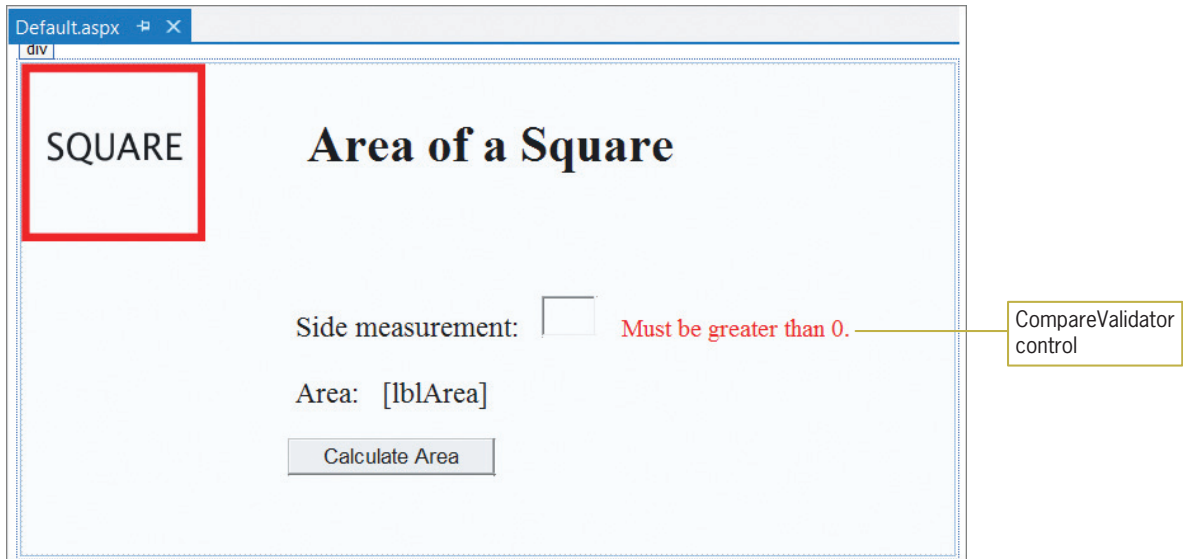 Default.aspx
div
SQUARE
Area of a Square
Side measurement:
Must be greater than 0.
CompareValidator
control
Area: [lblArea]
Calculate Area